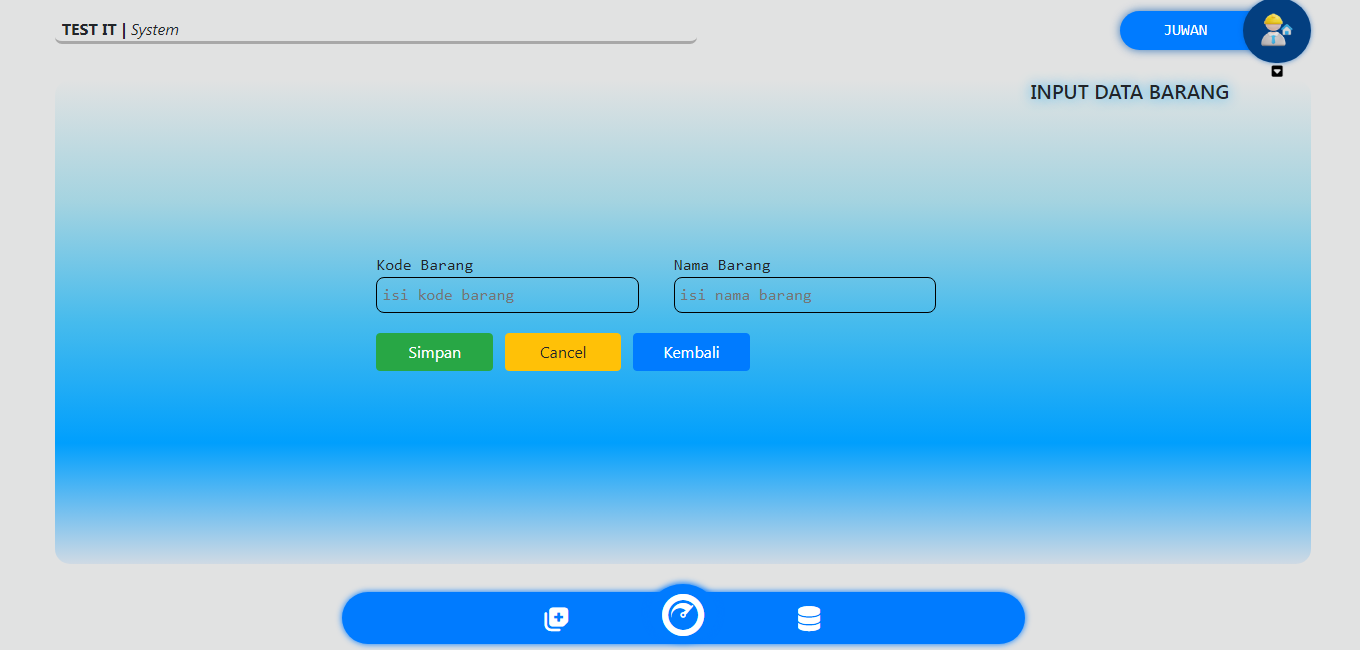 TEST IT | System
JUWAN
INPUT DATA BARANG
Kode Barang
Nama Barang
isi kode barang
isi nama barang
Simpan
Cancel
Kembali